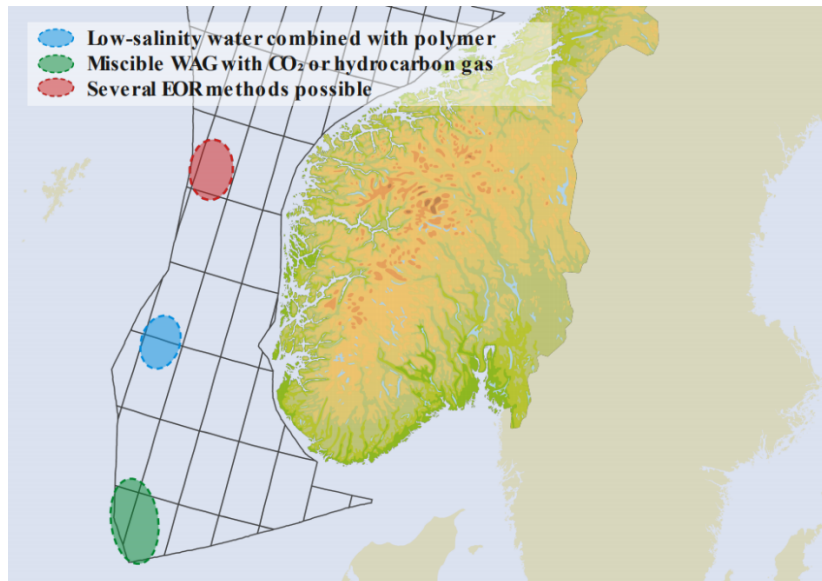 Low-salinity water combined with polymer
Miscible WAG with CO₂ or hydrocarbon gas
Several EOR methods possible